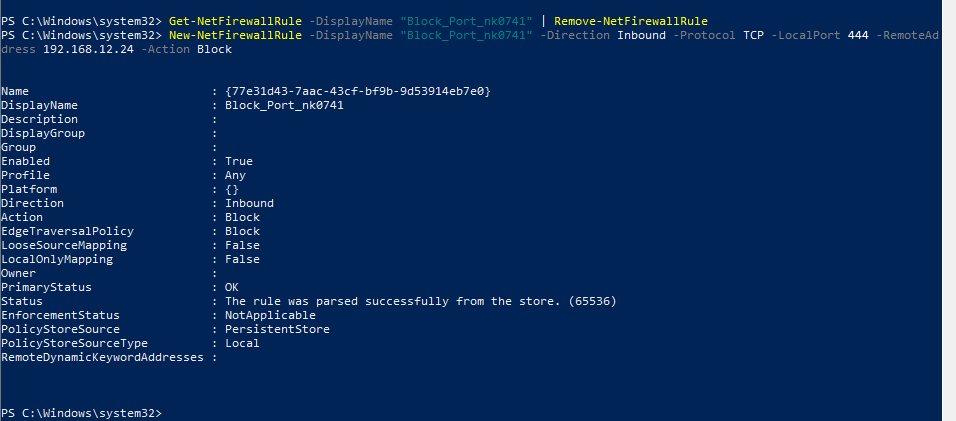 PS C:\Windows\system32> Get-NetFirewallRule -DisplayName "Block_Port_nk0741" | Remove-NetFirewallRule
PS C:\Windows\system32> New-NetFirewallRule -DisplayName "Block_Port_nk0741" -Direction Inbound -Protocol TCP -LocalPort 444 -RemoteAd
dress 192.168.12.24 -Action Block
Name : {77e31d43-7aac-43cf-bf9b-9d53914eb7e0}
DisplayName : Block_Port_nk0741
Description :
DisplayGroup :
Group :
Enabled : True
Profile : Any
Platform : {}
Direction : Inbound
Action : Block
EdgeTraversalPolicy : Block
LooseSourceMapping : False
LocalOnlyMapping : False
Owner :
PrimaryStatus : OK
Status : The rule was parsed successfully from the store. (65536)
EnforcementStatus : NotApplicable
PolicyStoreSource : PersistentStore
PolicyStoreSourceType : Local
RemoteDynamicKeywordAddresses :
PS C:\Windows\system32>